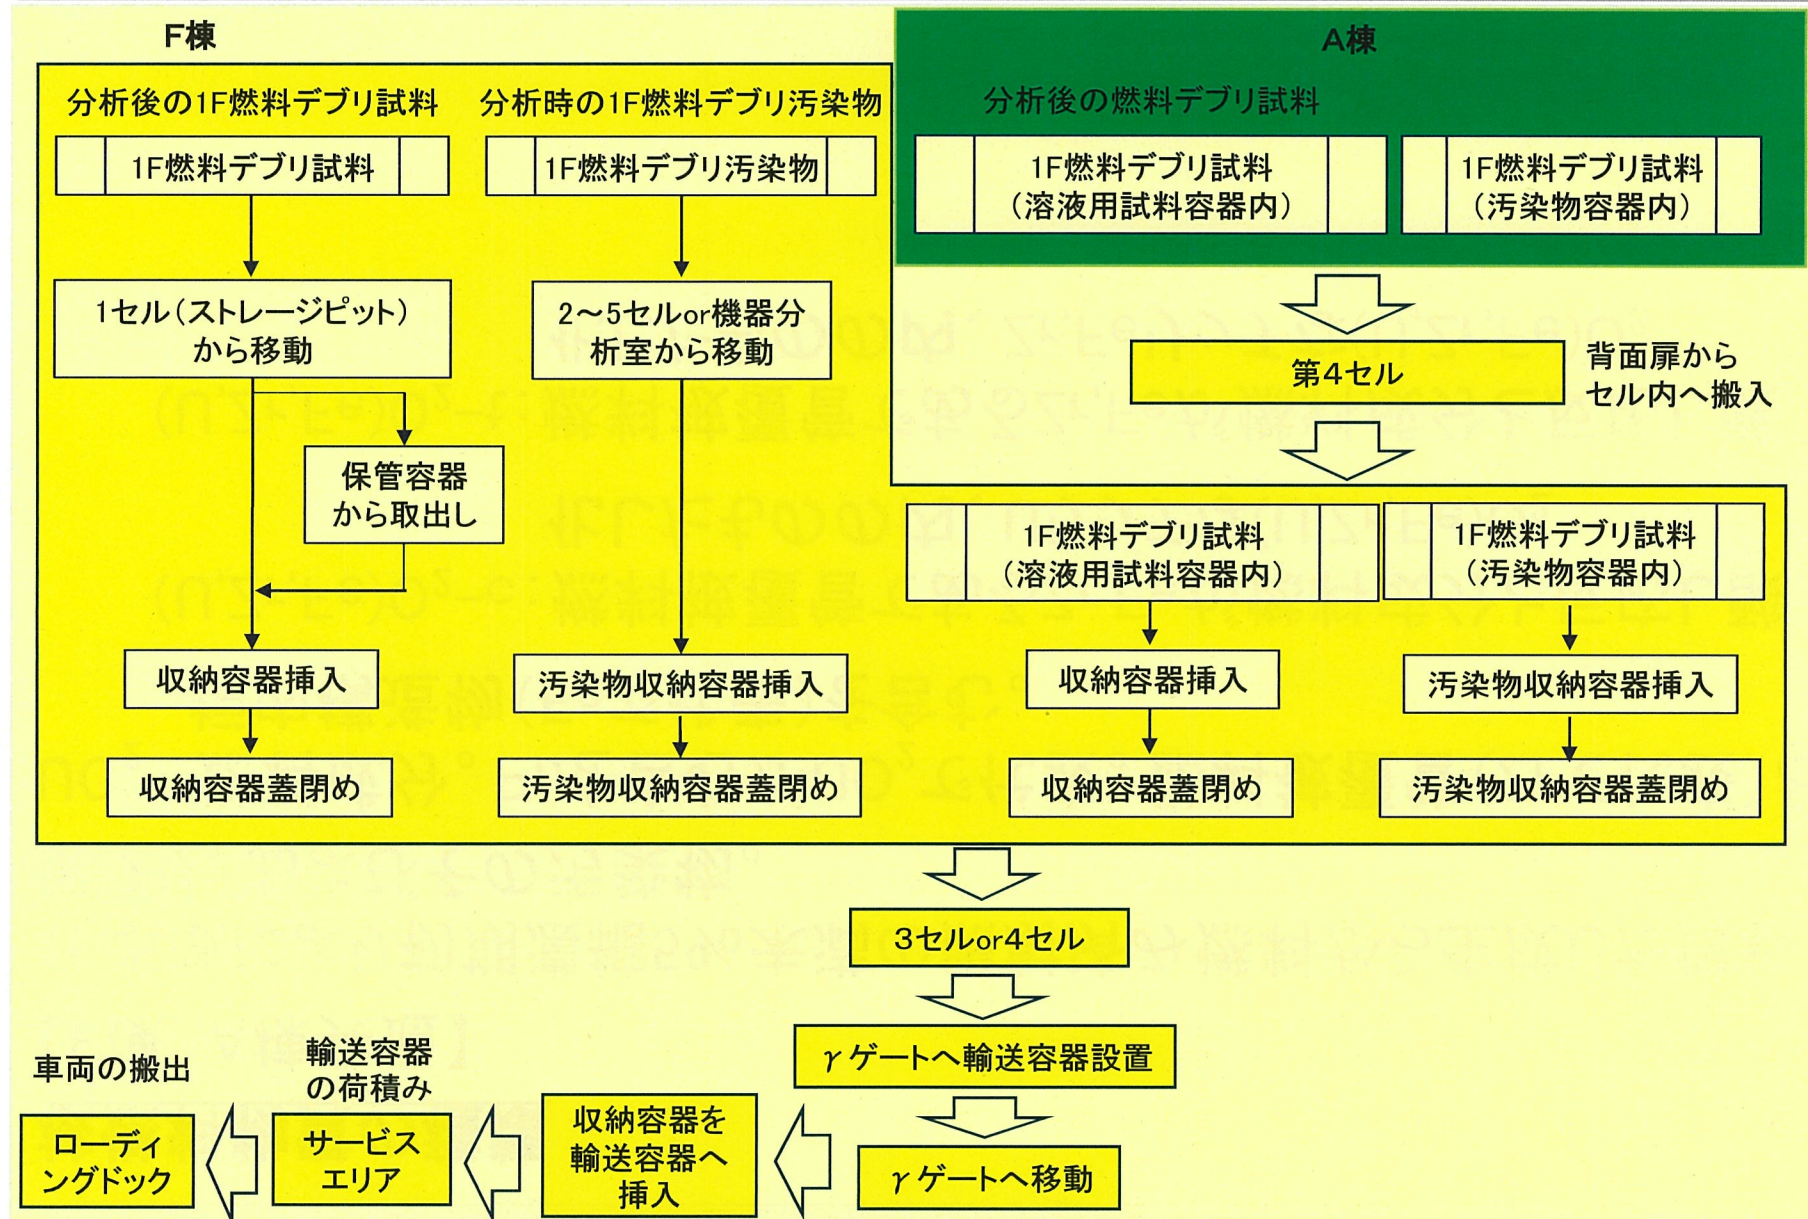 F棟
分析後の1F燃料デブリ試料
1F燃料デブリ試料
1セル（ストレージピット）
から移動
保管容器
から取出し
収納容器挿入
収納容器蓋閉め
分析時の1F燃料デブリ汚染物
1F燃料デブリ汚染物
2～5セルor機器分
析室から移動
汚染物収納容器挿入
汚染物収納容器蓋閉め
A棟
分析後の燃料デブリ試料
1F燃料デブリ試料
（溶液用試料容器内）
1F燃料デブリ試料
（汚染物容器内）
第4セル
背面扉から
セル内へ搬入
1F燃料デブリ試料
（溶液用試料容器内）
収納容器挿入
収納容器蓋閉め
1F燃料デブリ試料
（汚染物容器内）
汚染物収納容器挿入
汚染物収納容器蓋閉め
3セルor4セル
γゲートへ輸送容器設置
γゲートへ移動
収納容器を
輸送容器へ
挿入
輸送容器
の荷積み
サービス
エリア
車両の搬出
ローディ
ングドック